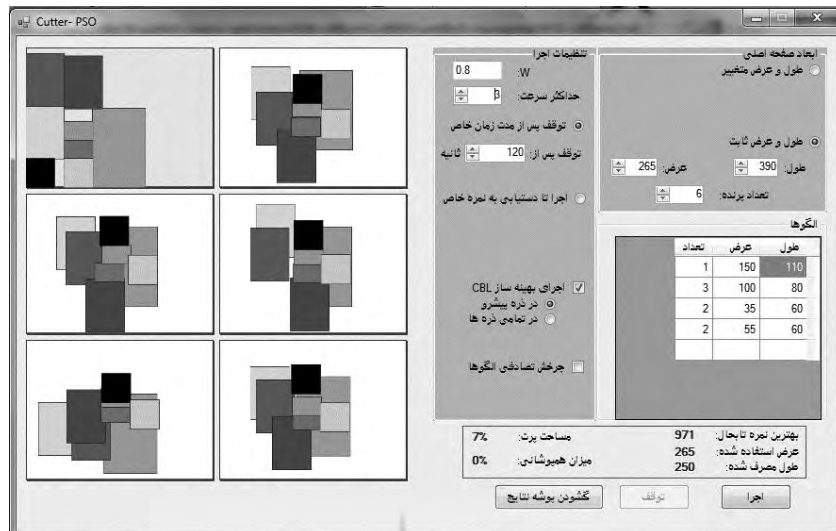 Cutter- PSO
ابعاد صفحه اصلی
طول و عرض متغییر
طول و عرض ثابت
طول: 390 عرض: 265
تعداد پرنده: 6
الگوها
طول عرض تعداد
110 150 1
80 100 3
60 35 2
60 55 2
تنظیمات اجرا
W: 0.8
حداکثر سرعت: 3
توقف پس از مدت زمان خاص
توقف پس از: 120 ثانیه
اجرا تا دستیابی به نمره خاص
اجرای بهینه ساز CBL
در ذره پیشرو
در تمامی ذره ها
چرخش تصادفی الگوها
بهترین نمره تابحال: 971 مساحت پرت: 7%
عرض استفاده شده: 265
میزان همپوشانی: 0%
طول مصرف شده: 250
اجرا توقف گشودن پوشه نتایج